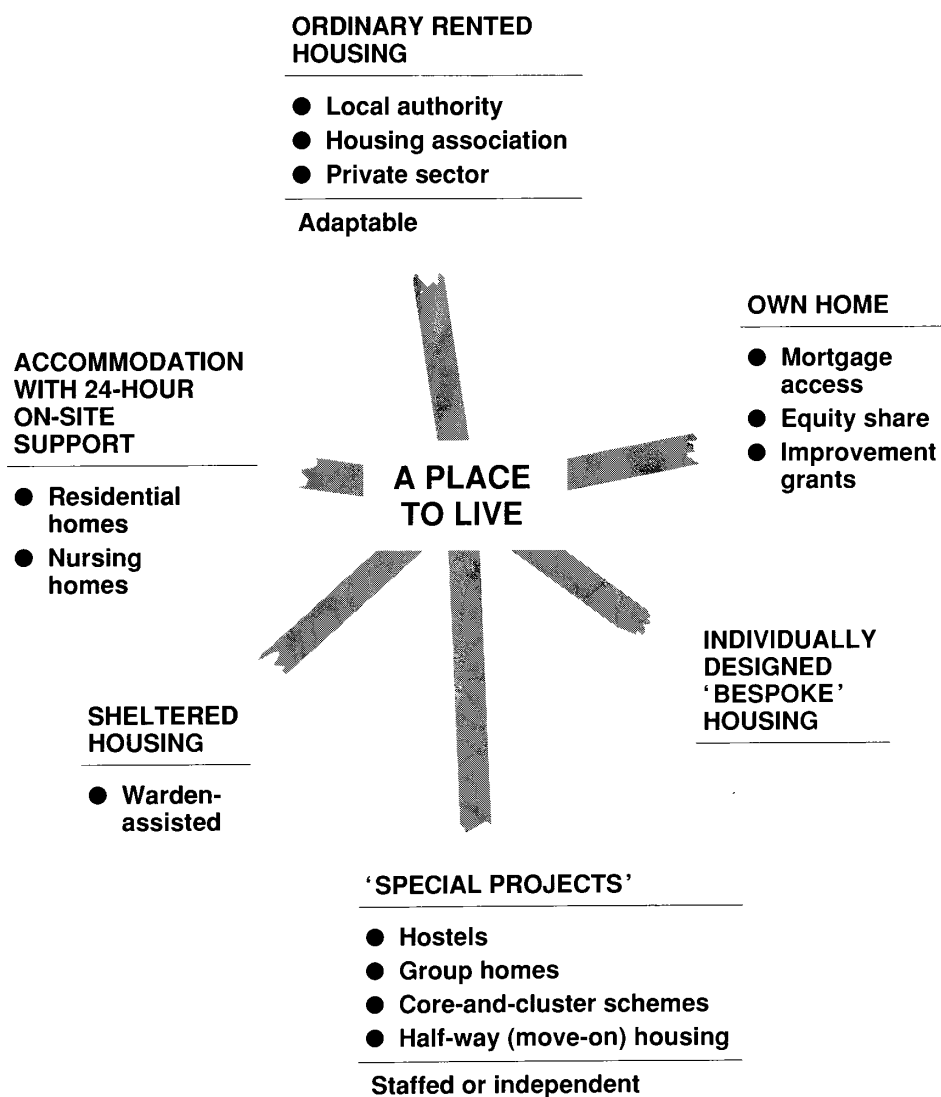 ORDINARY RENTED
HOUSING
● Local authority
● Housing association
● Private sector
Adaptable
OWN HOME
● Mortgage
access
● Equity share
● Improvement
grants
ACCOMMODATION
WITH 24-HOUR
ON-SITE
SUPPORT
● Residential
homes
● Nursing
homes
A PLACE
TO LIVE
INDIVIDUALLY
DESIGNED
‘BESPOKE’
HOUSING
SHELTERED
HOUSING
● Warden-
assisted
‘SPECIAL PROJECTS’
● Hostels
● Group homes
● Core-and-cluster schemes
● Half-way (move-on) housing
Staffed or independent